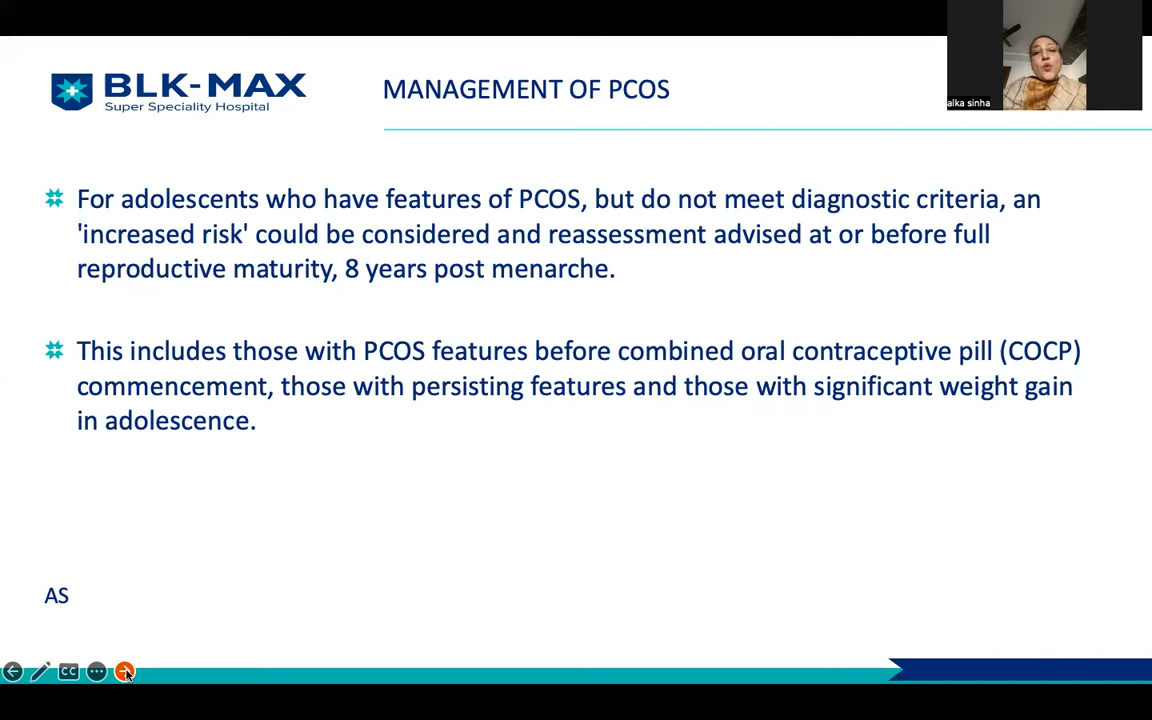 BLK-MAX
Super Speciality Hospital
MANAGEMENT OF PCOS
alka sinha
For adolescents who have features of PCOS, but do not meet diagnostic criteria, an
'increased risk' could be considered and reassessment advised at or before full
reproductive maturity, 8 years post menarche.
This includes those with PCOS features before combined oral contraceptive pill (COCP)
commencement, those with persisting features and those with significant weight gain
in adolescence.
AS
CC